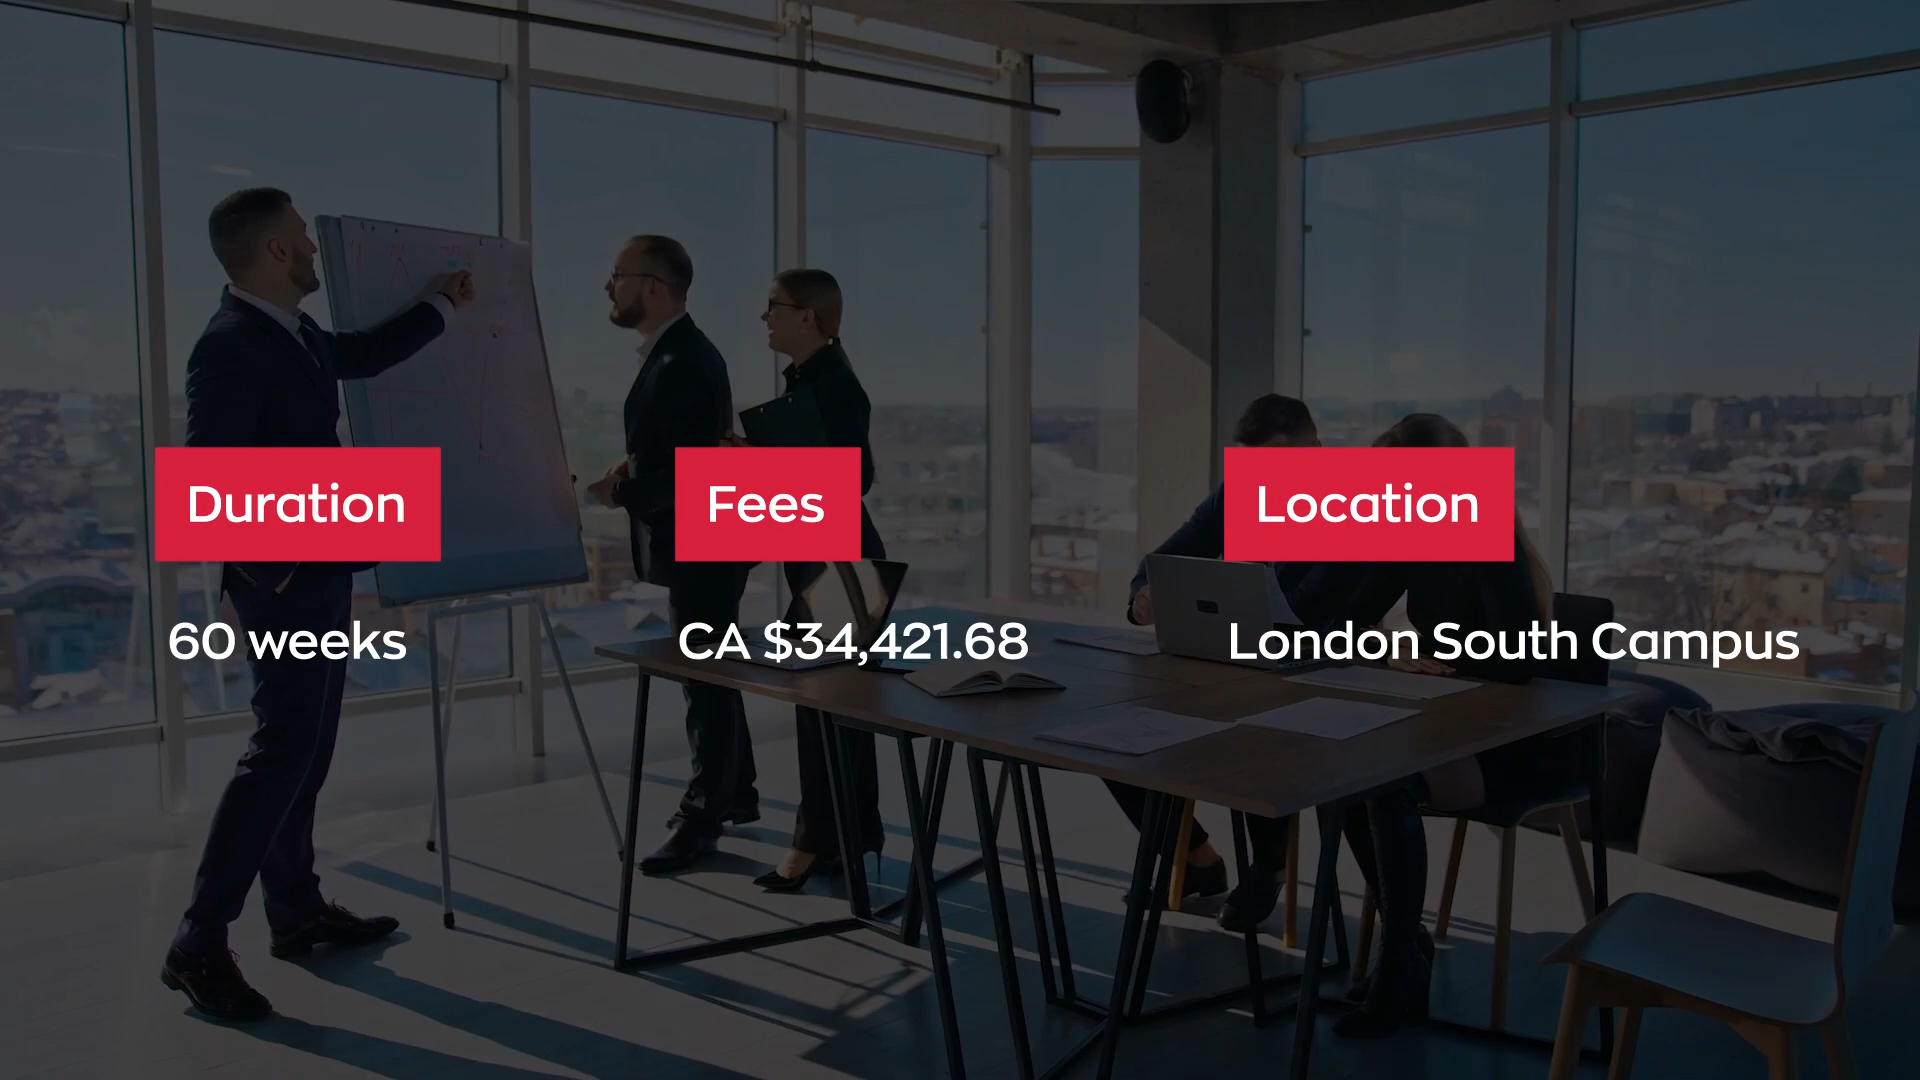 Duration
60 weeks
Fees
CA $34,421.68
Location
London South Campus